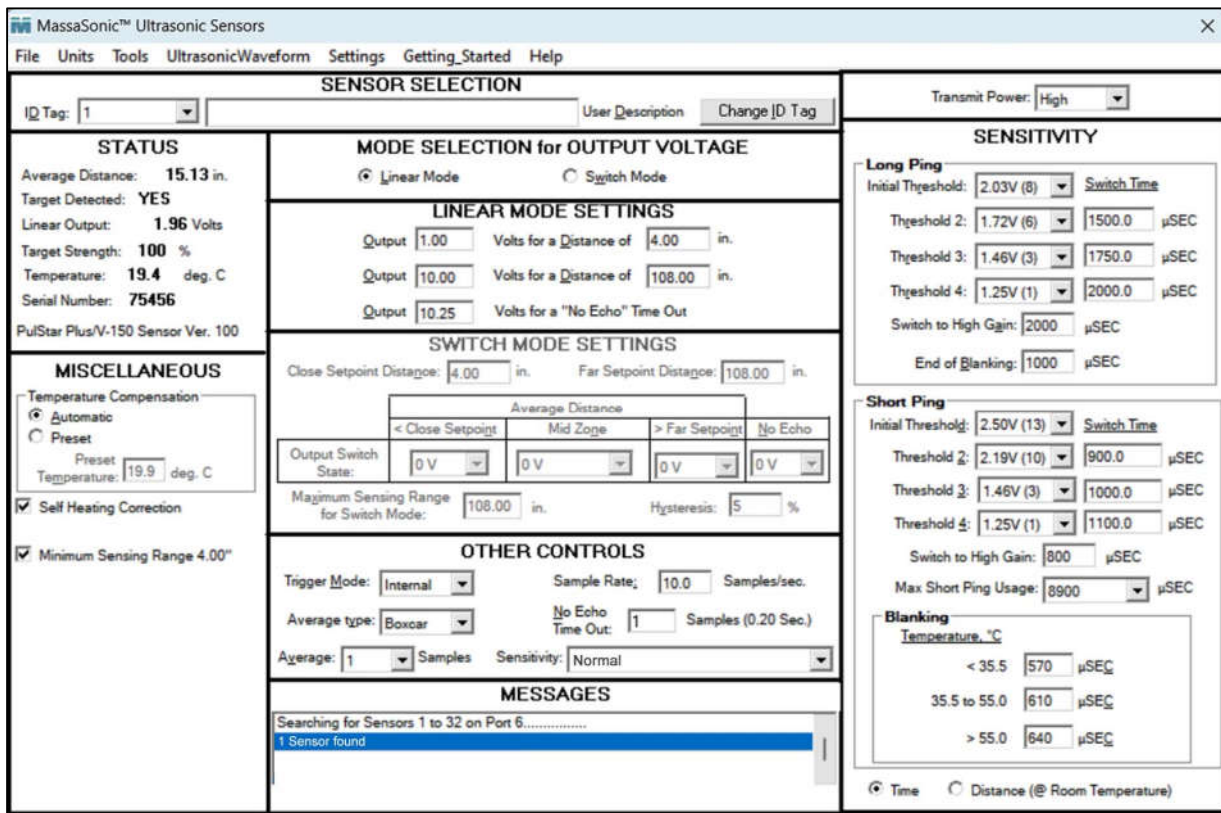 MassaSonic™ Ultrasonic Sensors
File Units Tools UltrasonicWaveform Settings Getting_Started Help
SENSOR SELECTION
ID Tag: 1 User Description Change ID Tag
STATUS
Average Distance: 15.13 in.
Target Detected: YES
Linear Output: 1.96 Volts
Target Strength: 100 %
Temperature: 19.4 deg. C
Serial Number: 75456
PulStar Plus/V-150 Sensor Ver. 100
MISCELLANEOUS
Temperature Compensation
Automatic
Preset
Preset
Temperature: 19.9 deg. C
Self Heating Correction
Minimum Sensing Range 4.00"
MODE SELECTION for OUTPUT VOLTAGE
Linear Mode Switch Mode
LINEAR MODE SETTINGS
Output 1.00 Volts for a Distance of 4.00 in.
Output 10.00 Volts for a Distance of 108.00 in.
Output 10.25 Volts for a "No Echo" Time Out
SWITCH MODE SETTINGS
Close Setpoint Distance: 4.00 in. Far Setpoint Distance: 108.00 in.
Average Distance
< Close Setpoint Mid Zone > Far Setpoint No Echo
Output Switch
State: 0 V 0 V 0 V 0 V
Maximum Sensing Range
for Switch Mode: 108.00 in. Hysteresis: 5 %
OTHER CONTROLS
Trigger Mode: Internal Sample Rate: 10.0 Samples/sec.
Average type: Boxcar No Echo
Time Out: 1 Samples (0.20 Sec.)
Average: 1 Samples Sensitivity: Normal
MESSAGES
Searching for Sensors 1 to 32 on Port 6................
1 Sensor found
Transmit Power: High
SENSITIVITY
Long Ping
Initial Threshold: 2.03V (8) Switch Time
Threshold 2: 1.72V (6) 1500.0 µSEC
Threshold 3: 1.46V (3) 1750.0 µSEC
Threshold 4: 1.25V (1) 2000.0 µSEC
Switch to High Gain: 2000 µSEC
End of Blanking: 1000 µSEC
Short Ping
Initial Threshold: 2.50V (13) Switch Time
Threshold 2: 2.19V (10) 900.0 µSEC
Threshold 3: 1.46V (3) 1000.0 µSEC
Threshold 4: 1.25V (1) 1100.0 µSEC
Switch to High Gain: 800 µSEC
Max Short Ping Usage: 8900 µSEC
Blanking
Temperature, °C
< 35.5 570 µSEC
35.5 to 55.0 610 µSEC
> 55.0 640 µSEC
Time Distance (@ Room Temperature)